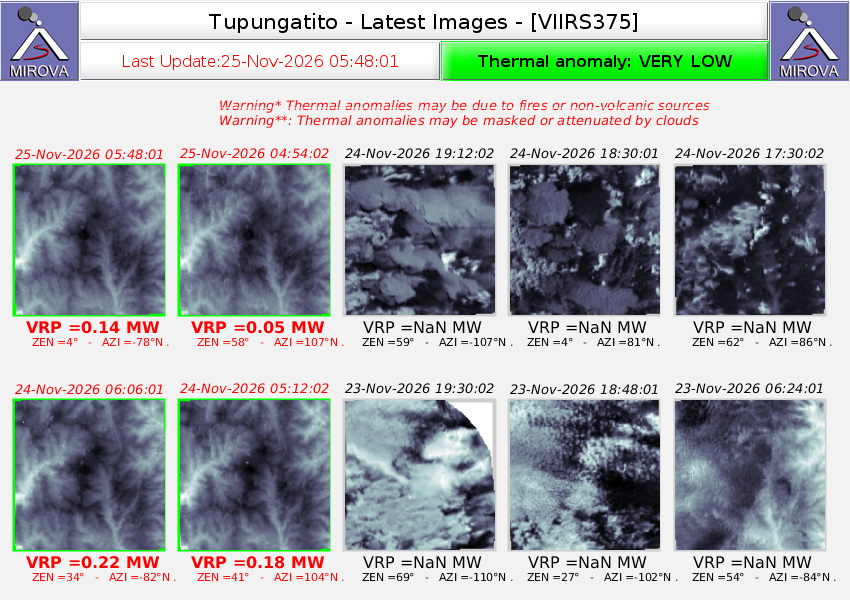 Tupungatito - Latest Images - [VIIRS375]
MIROVA
Last Update:25-Nov-2026 05:48:01
Thermal anomaly: VERY LOW
MIROVA
Warning* Thermal anomalies may be due to fires or non-volcanic sources
Warning**: Thermal anomalies may be masked or attenuated by clouds
25-Nov-2026 05:48:01
25-Nov-2026 04:54:02
24-Nov-2026 19:12:02
24-Nov-2026 18:30:01
24-Nov-2026 17:30:02
VRP =0.14 MW
VRP =0.05 MW
VRP =NaN MW
VRP =NaN MW
VRP =NaN MW
ZEN =4° - AZI =-78°N .
ZEN =58° - AZI =107°N .
ZEN =59° - AZI =-107°N .
ZEN =4° - AZI =81°N .
ZEN =62° - AZI =86°N .
24-Nov-2026 06:06:01
24-Nov-2026 05:12:02
23-Nov-2026 19:30:02
23-Nov-2026 18:48:01
23-Nov-2026 06:24:01
VRP =0.22 MW
VRP =0.18 MW
VRP =NaN MW
VRP =NaN MW
VRP =NaN MW
ZEN =34° - AZI =-82°N .
ZEN =41° - AZI =104°N .
ZEN =69° - AZI =-110°N .
ZEN =27° - AZI =-102°N .
ZEN =54° - AZI =-84°N .